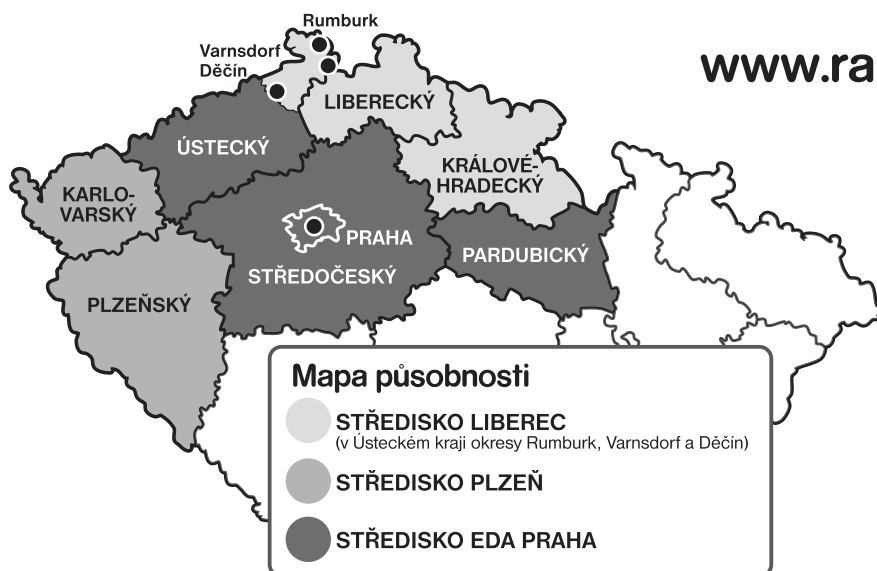 Rumburk
Varnsdorf
Děčín
www.ra
LIBERECKÝ
ÚSTECKÝ
KRÁLOVÉ-
HRADECKÝ
KARLO-
VARSKÝ
PRAHA
PARDUBICKÝ
STŘEDOČESKÝ
PLZEŇSKÝ
Mapa působnosti
STŘEDISKO LIBEREC
(v Ústeckém kraji okresy Rumburk, Varnsdorf a Děčín)
STŘEDISKO PLZEŇ
STŘEDISKO EDA PRAHA